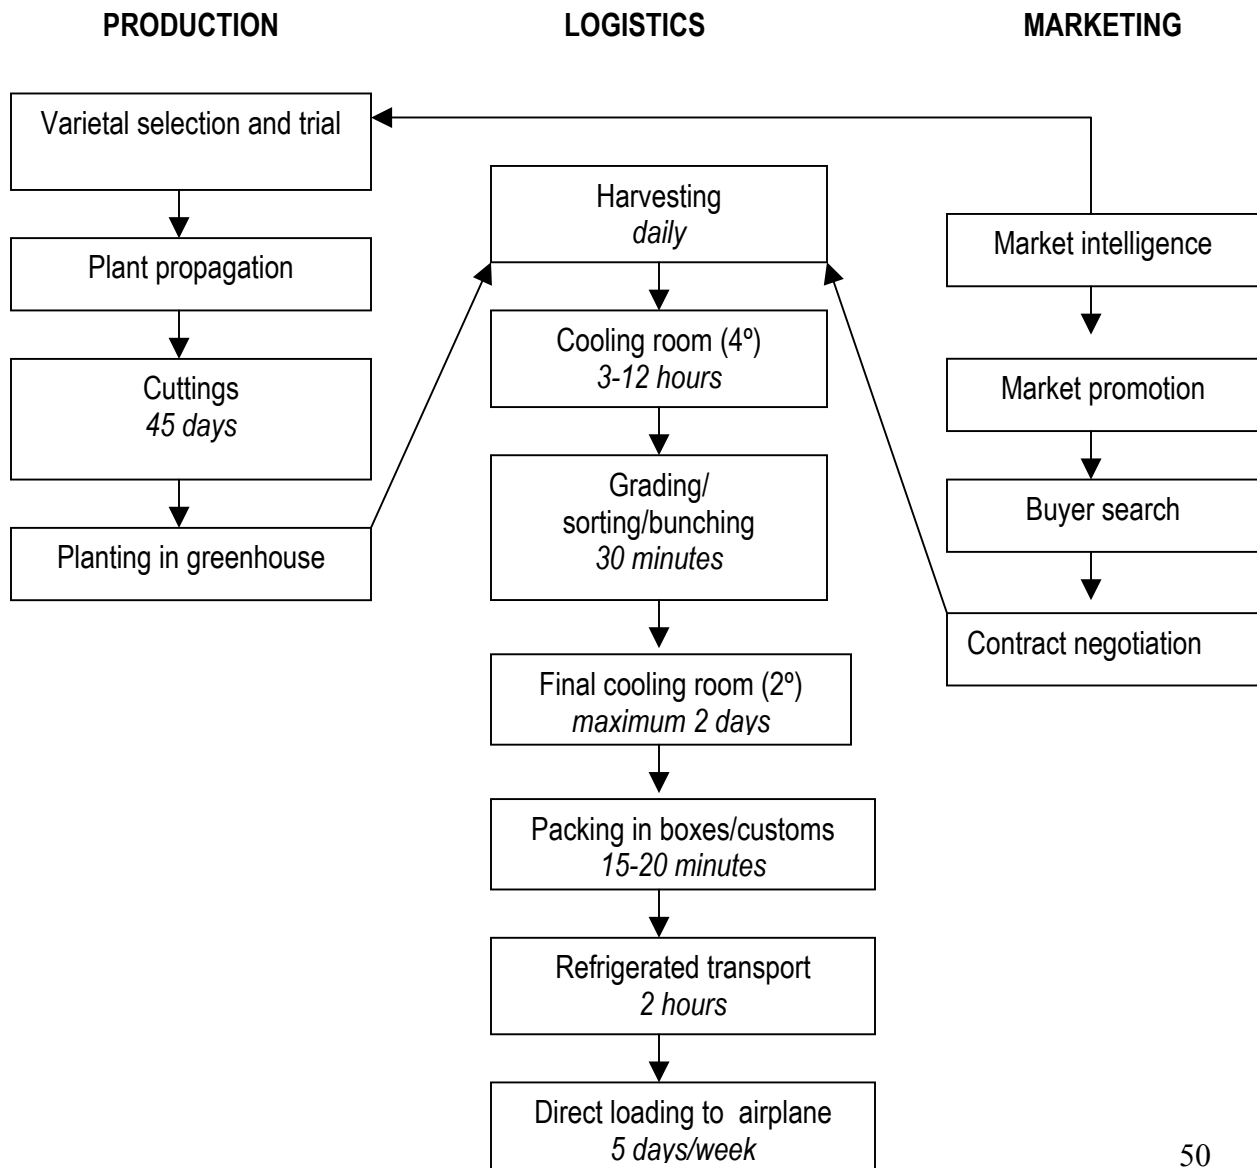 PRODUCTION
LOGISTICS
MARKETING
Varietal selection and trial
Plant propagation
Cuttings
45 days
Planting in greenhouse
Harvesting
daily
Cooling room (4º)
3-12 hours
Grading/
sorting/bunching
30 minutes
Final cooling room (2º)
maximum 2 days
Packing in boxes/customs
15-20 minutes
Refrigerated transport
2 hours
Direct loading to airplane
5 days/week
Market intelligence
Market promotion
Buyer search
Contract negotiation
50